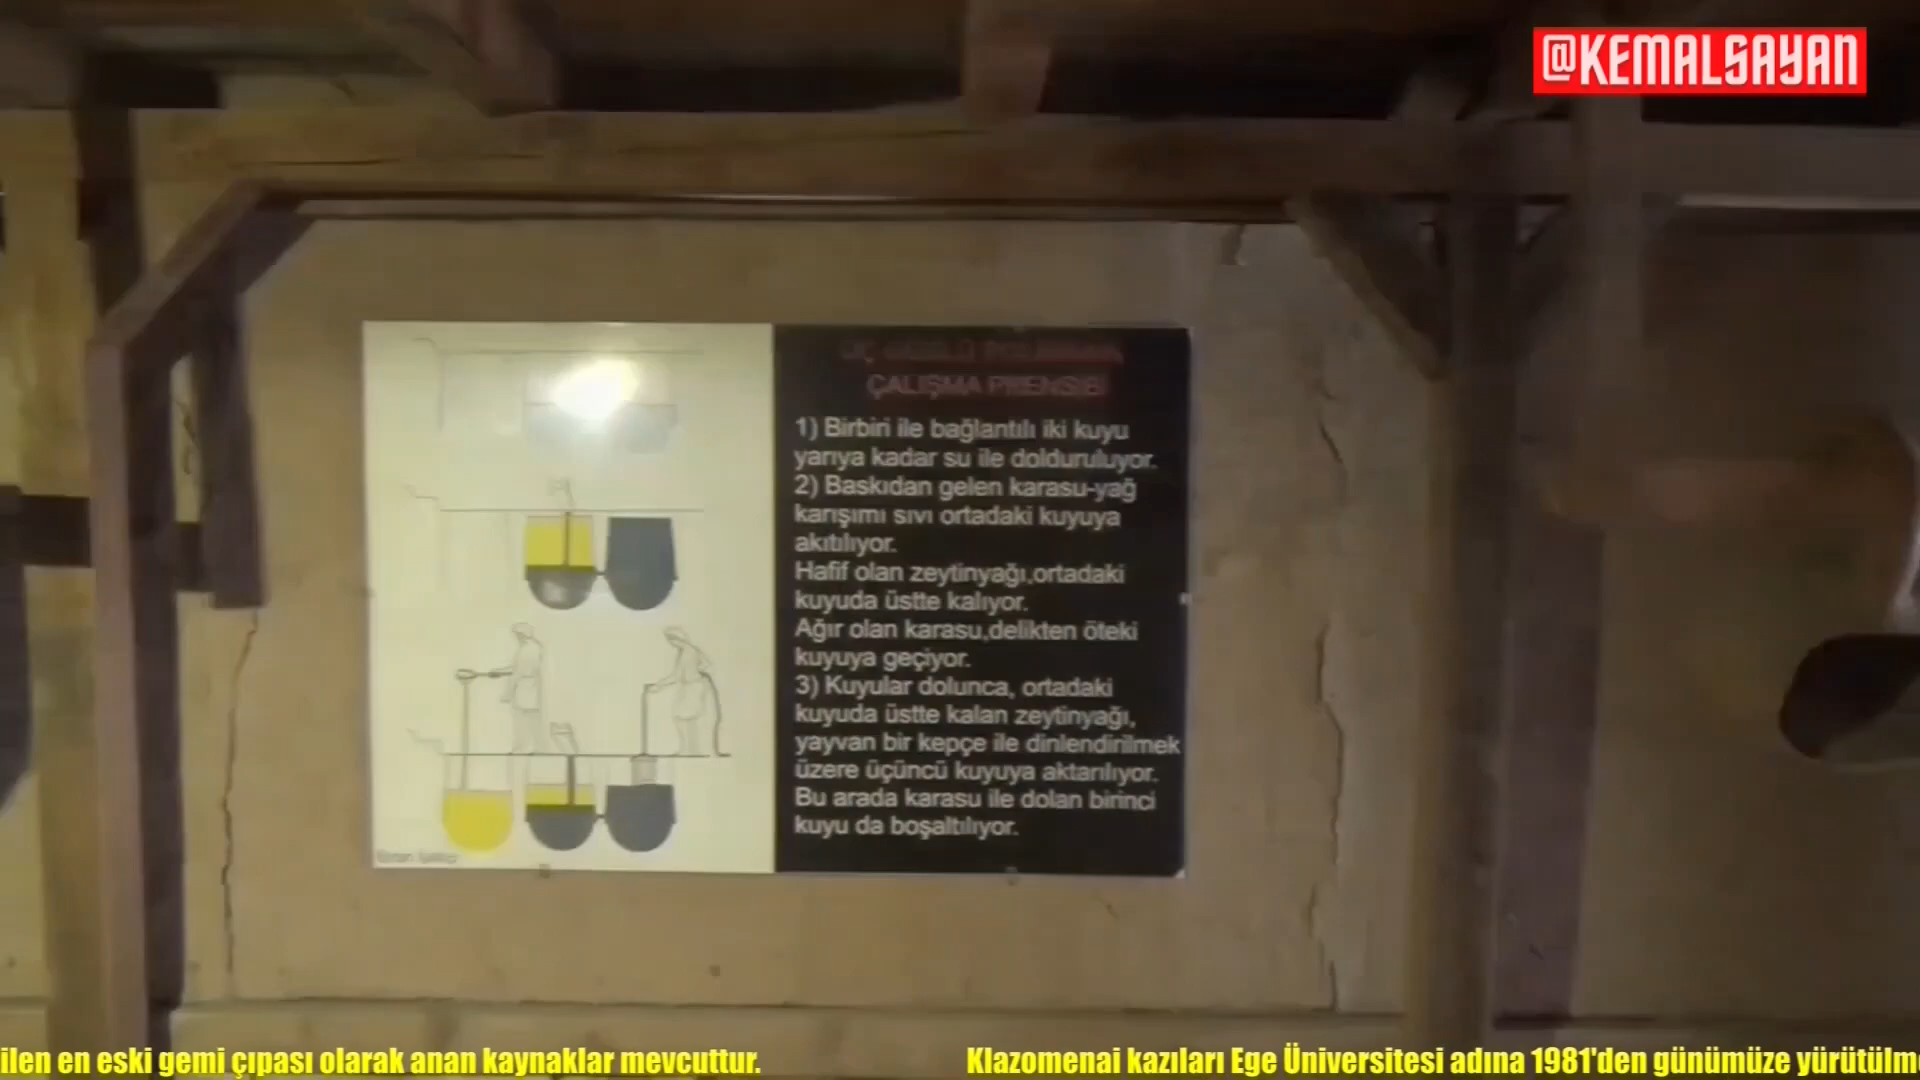 @KEMALSAYAN
ÇALIŞMA PRENSİBİ
1) Birbiri ile bağlantılı iki kuyu
yarıya kadar su ile dolduruluyor.
2) Baskıdan gelen karasu-yağ
karışımı sıvı ortadaki kuyuya
akıtılıyor.
Hafif olan zeytinyağı,ortadaki
kuyuda üstte kalıyor.
Ağır olan karasu,delikten öteki
kuyuya geçiyor.
3) Kuyular dolunca, ortadaki
kuyuda üstte kalan zeytinyağı,
yayvan bir kepçe ile dinlendirilmek
üzere üçüncü kuyuya aktarılıyor.
Bu arada karasu ile dolan birinci
kuyu da boşaltılıyor.
ilen en eski gemi çıpası olarak anan kaynaklar mevcuttur. Klazomenai kazıları Ege Üniversitesi adına 1981'den günümüze yürütülm